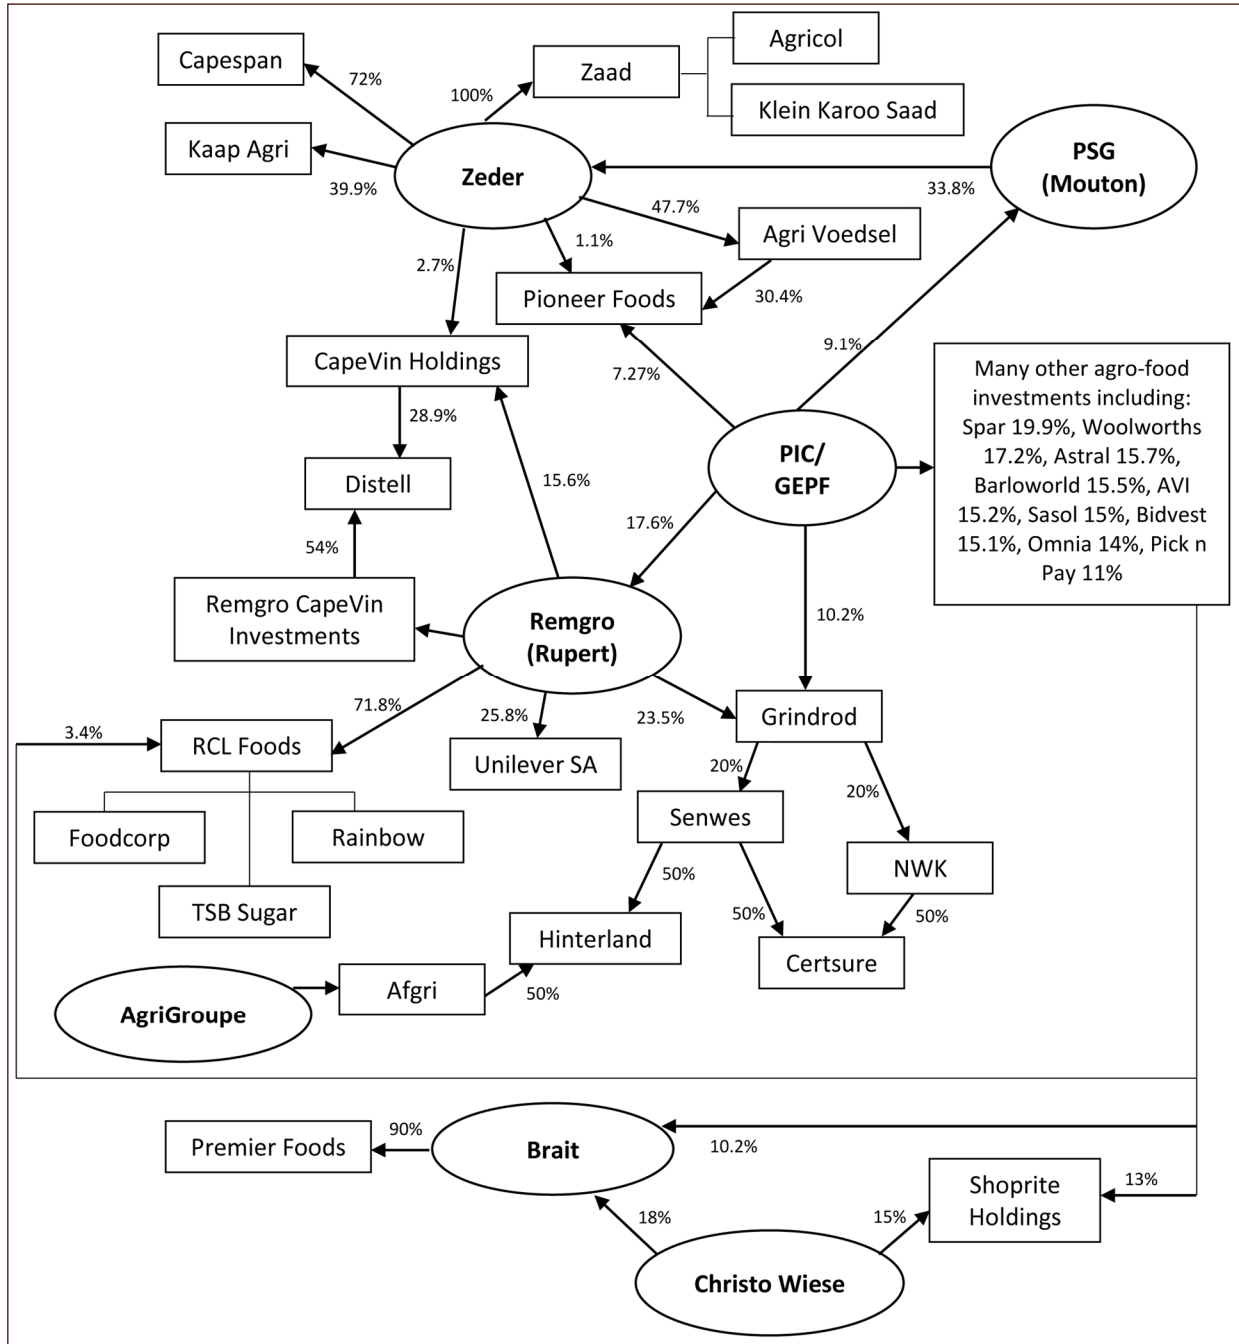 Capespan
72%
100%
Zaad
Agricol
Klein Karoo Saad
Kaap Agri
39.9%
Zeder
PSG
(Mouton)
33.8%
47.7%
Agri Voedsel
1.1%
2.7%
Pioneer Foods
30.4%
CapeVin Holdings
7.27%
9.1%
28.9%
Many other agro-food
investments including:
Spar 19.9%, Woolworths
17.2%, Astral 15.7%,
Barloworld 15.5%, AVI
15.2%, Sasol 15%, Bidvest
15.1%, Omnia 14%, Pick n
Pay 11%
PIC/
GEPF
Distell
15.6%
17.6%
54%
Remgro CapeVin
Investments
Remgro
(Rupert)
10.2%
71.8%
25.8%
23.5%
Grindrod
3.4%
RCL Foods
Unilever SA
20%
20%
Foodcorp
Rainbow
Senwes
NWK
TSB Sugar
50%
50%
50%
Hinterland
Certsure
AgriGroupe
Afgri
50%
Premier Foods
90%
Brait
10.2%
Shoprite
Holdings
13%
18%
15%
Christo Wiese